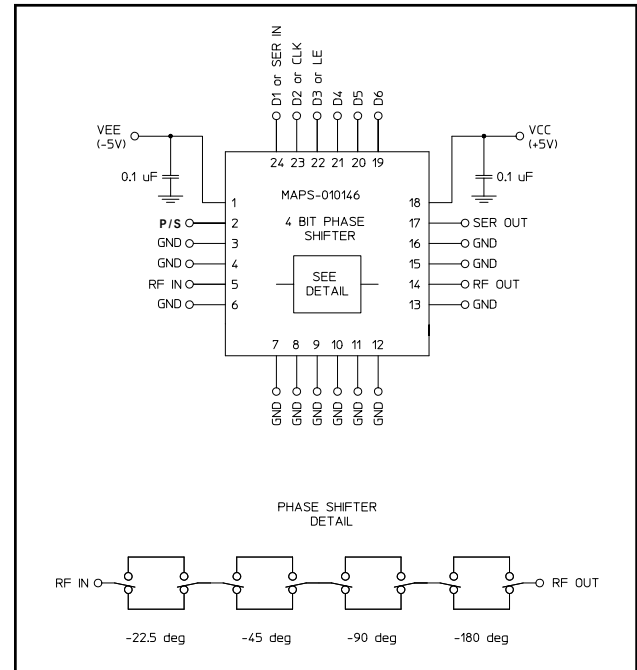 D1 or SER IN
D2 or CLK
D3 or LE
D4
D5
D6
VEE
(-5V)
VCC
(+5V)
0.1 uF
0.1 uF
24 23 22 21 20 19
MAPS-010146
4 BIT PHASE
SHIFTER
SEE
DETAIL
1
P/S 2
GND 3
GND 4
RF IN 5
GND 6
18
17 SER OUT
16 GND
15 GND
14 RF OUT
13 GND
7 8 9 10 11 12
GND GND GND GND GND GND
PHASE SHIFTER
DETAIL
RF IN
RF OUT
-22.5 deg -45 deg -90 deg -180 deg